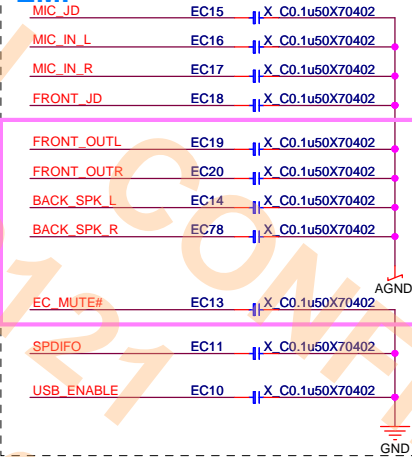 MIC_JD EC15 X_C0.1u50X70402
MIC_IN_L EC16 X_C0.1u50X70402
MIC_IN_R EC17 X_C0.1u50X70402
FRONT_JD EC18 X_C0.1u50X70402
FRONT_OUTL EC19 X_C0.1u50X70402
FRONT_OUTR EC20 X_C0.1u50X70402
BACK_SPK_L EC14 X_C0.1u50X70402
BACK_SPK_R EC78 X_C0.1u50X70402
AGND
EC_MUTE# EC13 X_C0.1u50X70402
SPDIFO EC11 X_C0.1u50X70402
USB_ENABLE EC10 X_C0.1u50X70402
GND
CONF
121